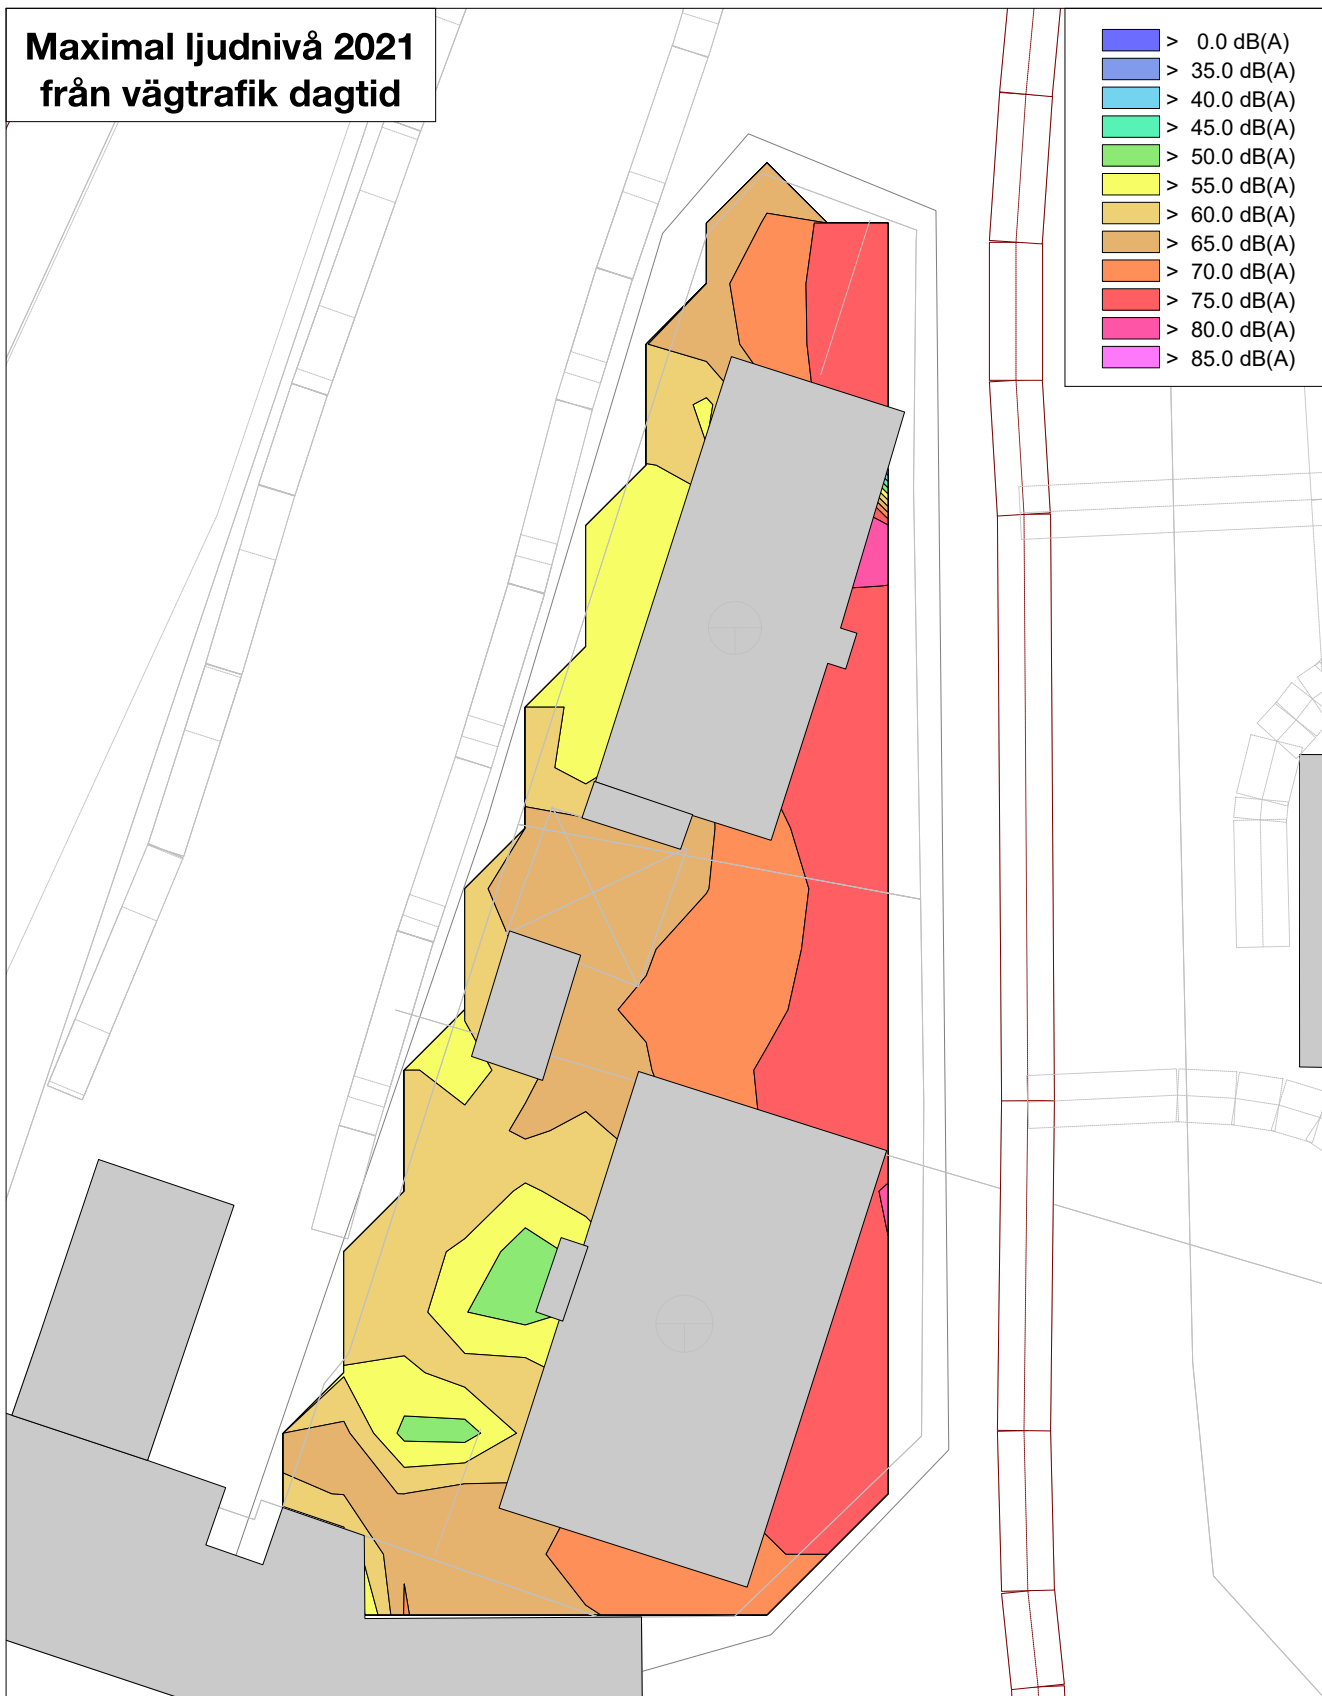 Maximal ljudnivå 2021
från vägtrafik dagtid
> 0.0 dB(A)
> 35.0 dB(A)
> 40.0 dB(A)
> 45.0 dB(A)
> 50.0 dB(A)
> 55.0 dB(A)
> 60.0 dB(A)
> 65.0 dB(A)
> 70.0 dB(A)
> 75.0 dB(A)
> 80.0 dB(A)
> 85.0 dB(A)